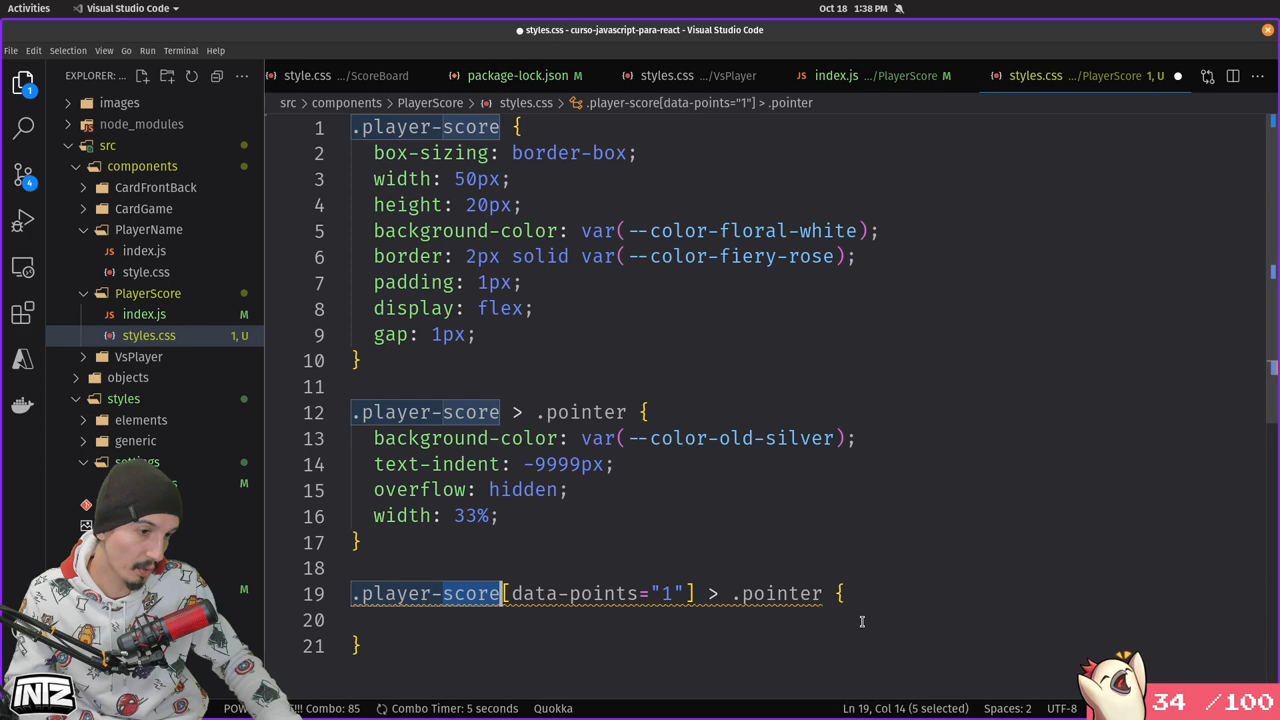 Activities
Visual Studio Code
Oct 18 1:38 PM
styles.css - curso-javascript-para-react - Visual Studio Code
File Edit Selection View Go Run Terminal Help
EXPLORER: ...
style.css .../ScoreBoard
package-lock.json M
styles.css .../VsPlayer
index.js .../PlayerScore M
styles.css .../PlayerScore 1, U
src > components > PlayerScore > styles.css > .player-score[data-points="1"] > .pointer
images
node_modules
src
components
CardFrontBack
CardGame
PlayerName
index.js
style.css
PlayerScore
index.js M
styles.css 1, U
VsPlayer
objects
styles
elements
generic
settings
M
M
1
4
1 .player-score {
2 box-sizing: border-box;
3 width: 50px;
4 height: 20px;
5 background-color: var(--color-floral-white);
6 border: 2px solid var(--color-fiery-rose);
7 padding: 1px;
8 display: flex;
9 gap: 1px;
10 }
11
12 .player-score > .pointer {
13 background-color: var(--color-old-silver);
14 text-indent: -9999px;
15 overflow: hidden;
16 width: 33%;
17 }
18
19 .player-score[data-points="1"] > .pointer {
20
21 }
INTZ
Combo: 85
Combo Time: 5 seconds
Quokka
Ln 19, Col 14 (5 selected)
Spaces: 2
UTF-8
34 /100